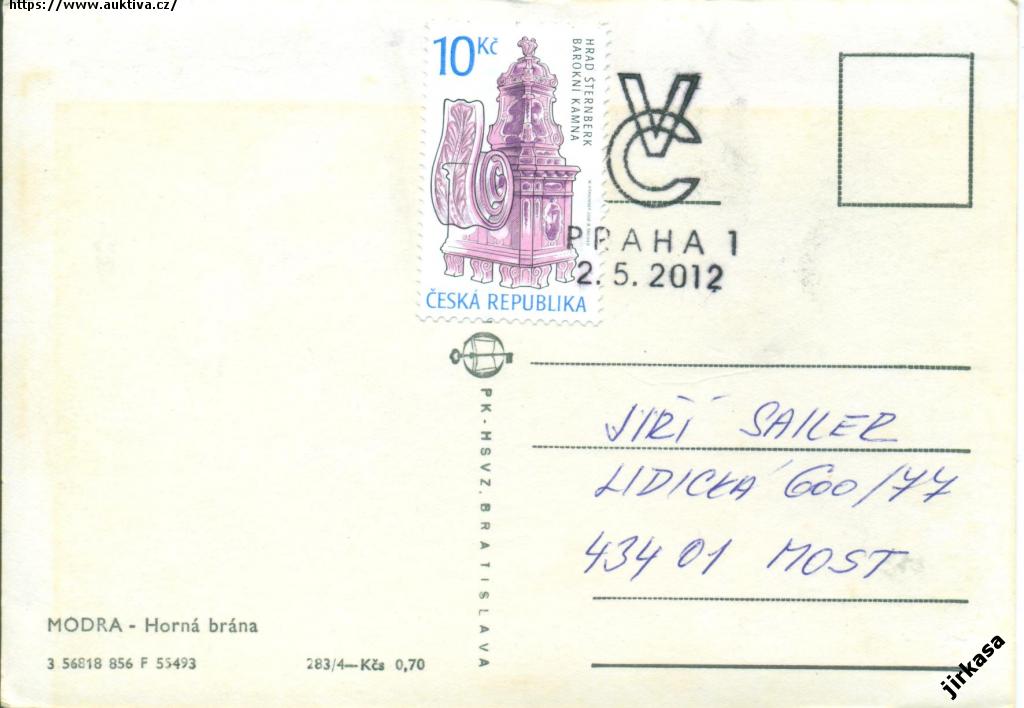 https://www.auktiva.cz/
10Kč
HRAD ŠTERNBERK
BAROKNÍ KAMNA
ČESKÁ REPUBLIKA
VČ
PRAHA 1
2.5.2012
PK-HSVZ. BRATISLAVA
JIŘÍ SAILER
LIDICKÁ 600/77
434 01 MOST
MODRA - Horná brána
3 56818 856 F 55493
283/4—Kčs 0,70
jirkasa